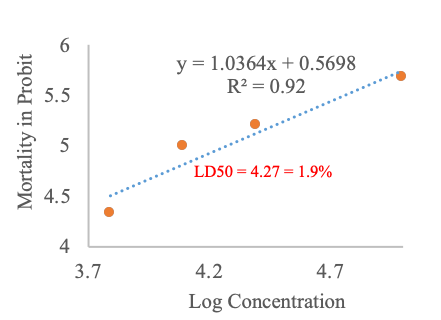 6
5.5
5
4.5
4
Mortality in Probit
y = 1.0364x + 0.5698
R² = 0.92
LD50 = 4.27 = 1.9%
3.7 4.2 4.7
Log Concentration